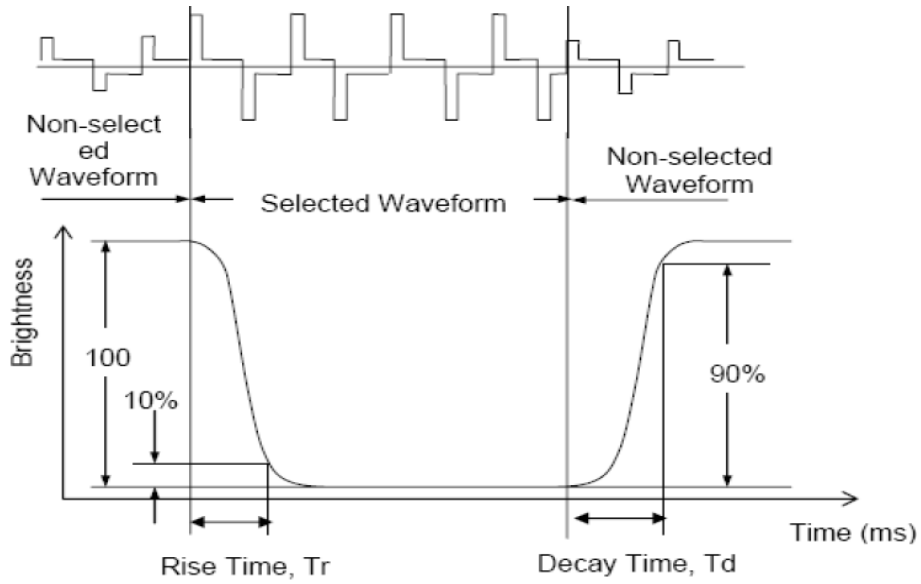 Non-select
ed
Waveform
Selected Waveform
Non-selected
Waveform
Brightness
100
10%
90%
Time (ms)
Rise Time, Tr
Decay Time, Td